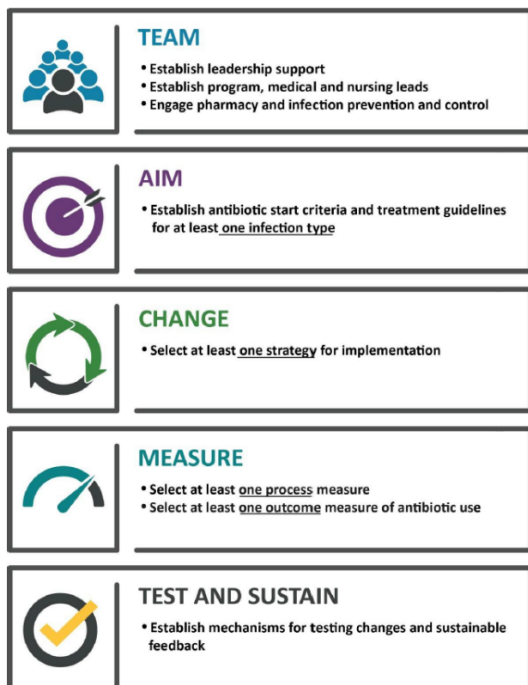 TEAM
• Establish leadership support
• Establish program, medical and nursing leads
• Engage pharmacy and infection prevention and control
AIM
• Establish antibiotic start criteria and treatment guidelines
for at least one infection type
CHANGE
• Select at least one strategy for implementation
MEASURE
• Select at least one process measure
• Select at least one outcome measure of antibiotic use
TEST AND SUSTAIN
• Establish mechanisms for testing changes and sustainable
feedback